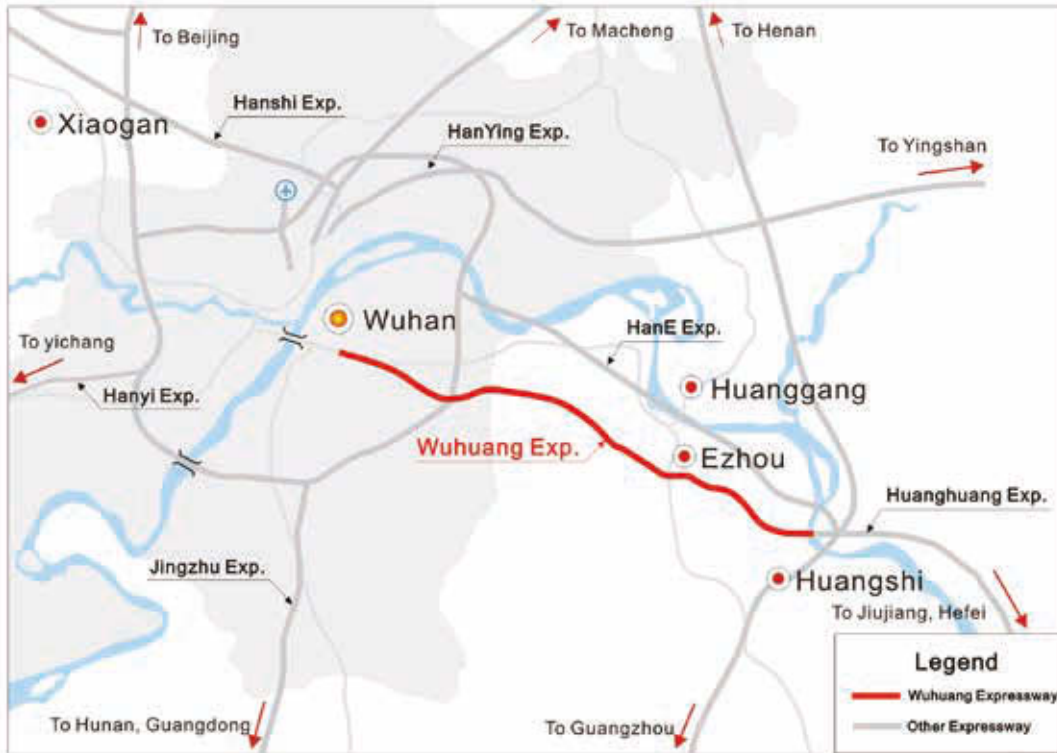 To Beijing
To Macheng
To Henan
Hanshi Exp.
Xiaogan
HanYing Exp.
To Yingshan
Wuhan
HanE Exp.
To yichang
Hanyi Exp.
Huanggang
Wuhuang Exp.
Ezhou
Huanghuang Exp.
Jingzhu Exp.
Huangshi
To Jiujiang, Hefei
Legend
Wuhuang Expressway
Other Expressway
To Hunan, Guangdong
To Guangzhou